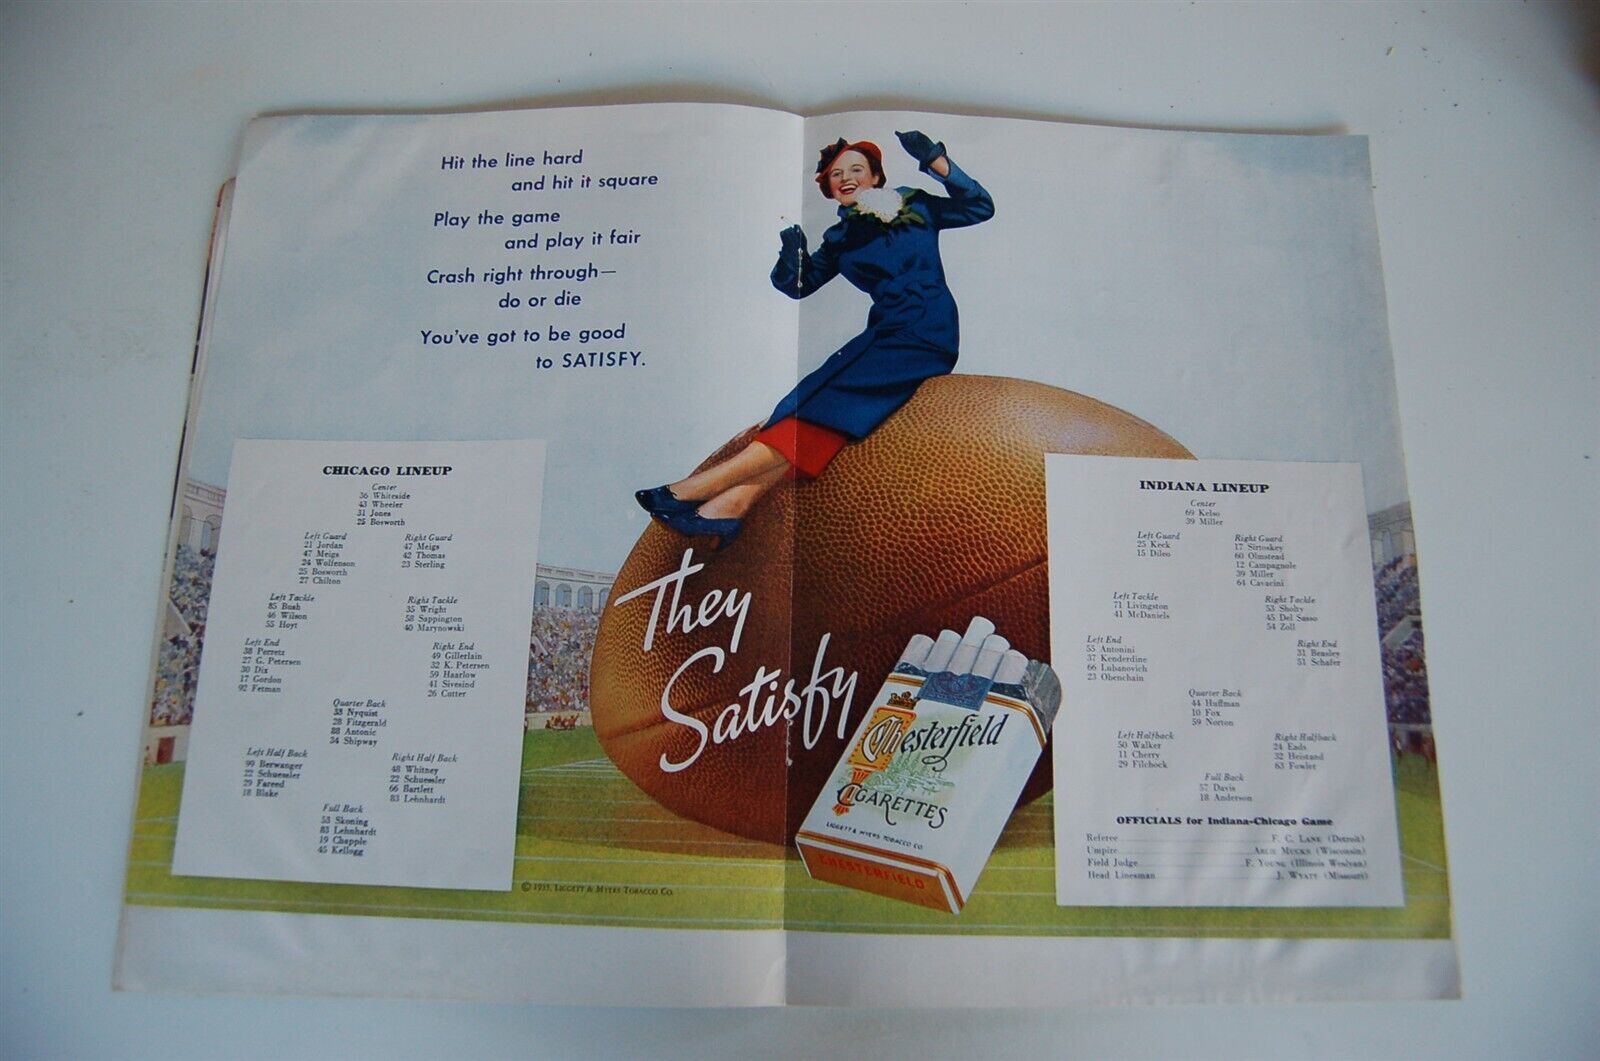 Hit the line hard
and hit it square
Play the game
and play it fair
Crash right through—
do or die
You've got to be good
to SATISFY.
CHICAGO LINEUP
Center
36 Whiteside
43 Wheeler
31 Jones
25 Bosworth
Left Guard
21 Jordan
47 Meigs
24 Wolfenson
25 Bosworth
27 Chilton
Right Guard
47 Meigs
42 Thomas
23 Sterling
Left Tackle
85 Bush
46 Wilson
55 Hoyt
Right Tackle
35 Wright
58 Sappington
40 Marynowski
Left End
38 Perretz
27 G. Petersen
30 Dix
17 Gordon
92 Fetman
Right End
49 Gillerlain
32 K. Petersen
59 Haarlow
41 Sivesind
26 Cutter
Quarter Back
33 Nyquist
28 Fitzgerald
88 Antonic
34 Shipway
Left Half Back
99 Berwanger
22 Schuessler
29 Fareed
18 Blake
Right Half Back
48 Whitney
22 Schuessler
66 Bartlett
83 Lehnhardt
Full Back
53 Skoning
83 Lehnhardt
19 Chapple
45 Kellogg
© 1935, LIGGETT & MYERS TOBACCO CO.
They
Satisfy
Chesterfield
CIGARETTES
LIGGETT & MYERS TOBACCO CO.
CHESTERFIELD
INDIANA LINEUP
Center
69 Kelso
39 Miller
Left Guard
25 Keck
15 Dileo
Right Guard
17 Sirtoskey
60 Olmstead
12 Campagnole
39 Miller
64 Cavacini
Left Tackle
71 Livingston
41 McDaniels
Right Tackle
53 Sholty
45 Del Sasso
54 Zoll
Left End
55 Antonini
37 Kenderdine
66 Lubanovich
23 Obenchain
Right End
31 Beasley
51 Schafer
Quarter Back
44 Huffman
10 Fox
59 Norton
Left Halfback
50 Walker
11 Cherry
29 Filchock
Right Halfback
24 Eads
32 Heistand
63 Fowler
Full Back
57 Davis
18 Anderson
OFFICIALS for Indiana-Chicago Game
Referee F. C. LANE (Detroit)
Umpire ARLIE MUCKS (Wisconsin)
Field Judge F. YOUNG (Illinois Weslyan)
Head Linesman J. WYATT (Missouri)